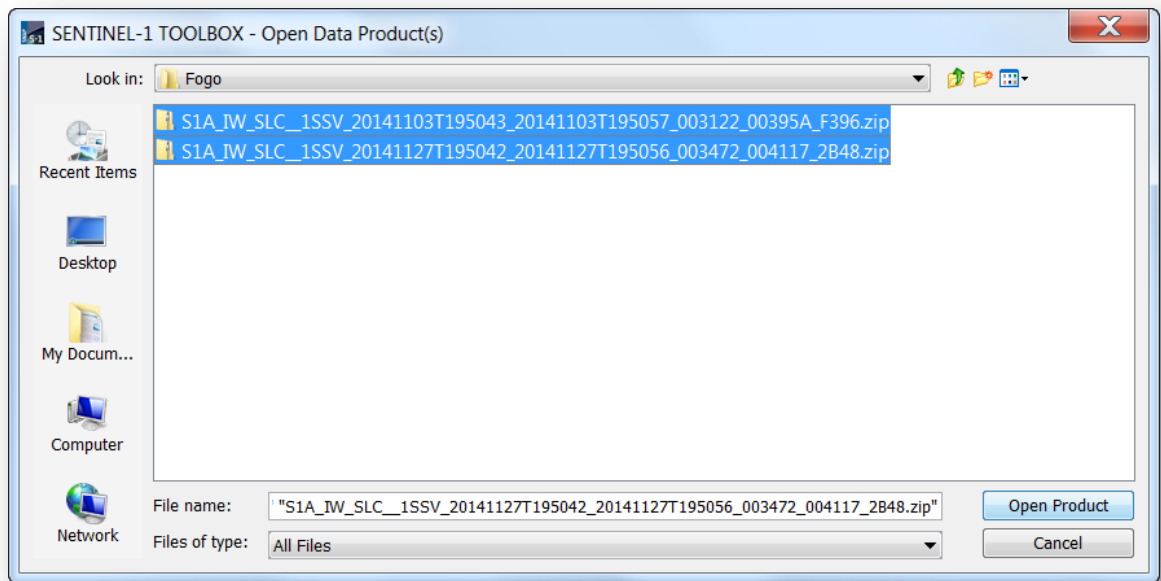 SENTINEL-1 TOOLBOX - Open Data Product(s)
Look in: Fogo
S1A_IW_SLC__1SSV_20141103T195043_20141103T195057_003122_00395A_F396.zip
S1A_IW_SLC__1SSV_20141127T195042_20141127T195056_003472_004117_2B48.zip
Recent Items
Desktop
My Docum...
Computer
Network
File name: "S1A_IW_SLC__1SSV_20141127T195042_20141127T195056_003472_004117_2B48.zip" Open Product
Files of type: All Files Cancel